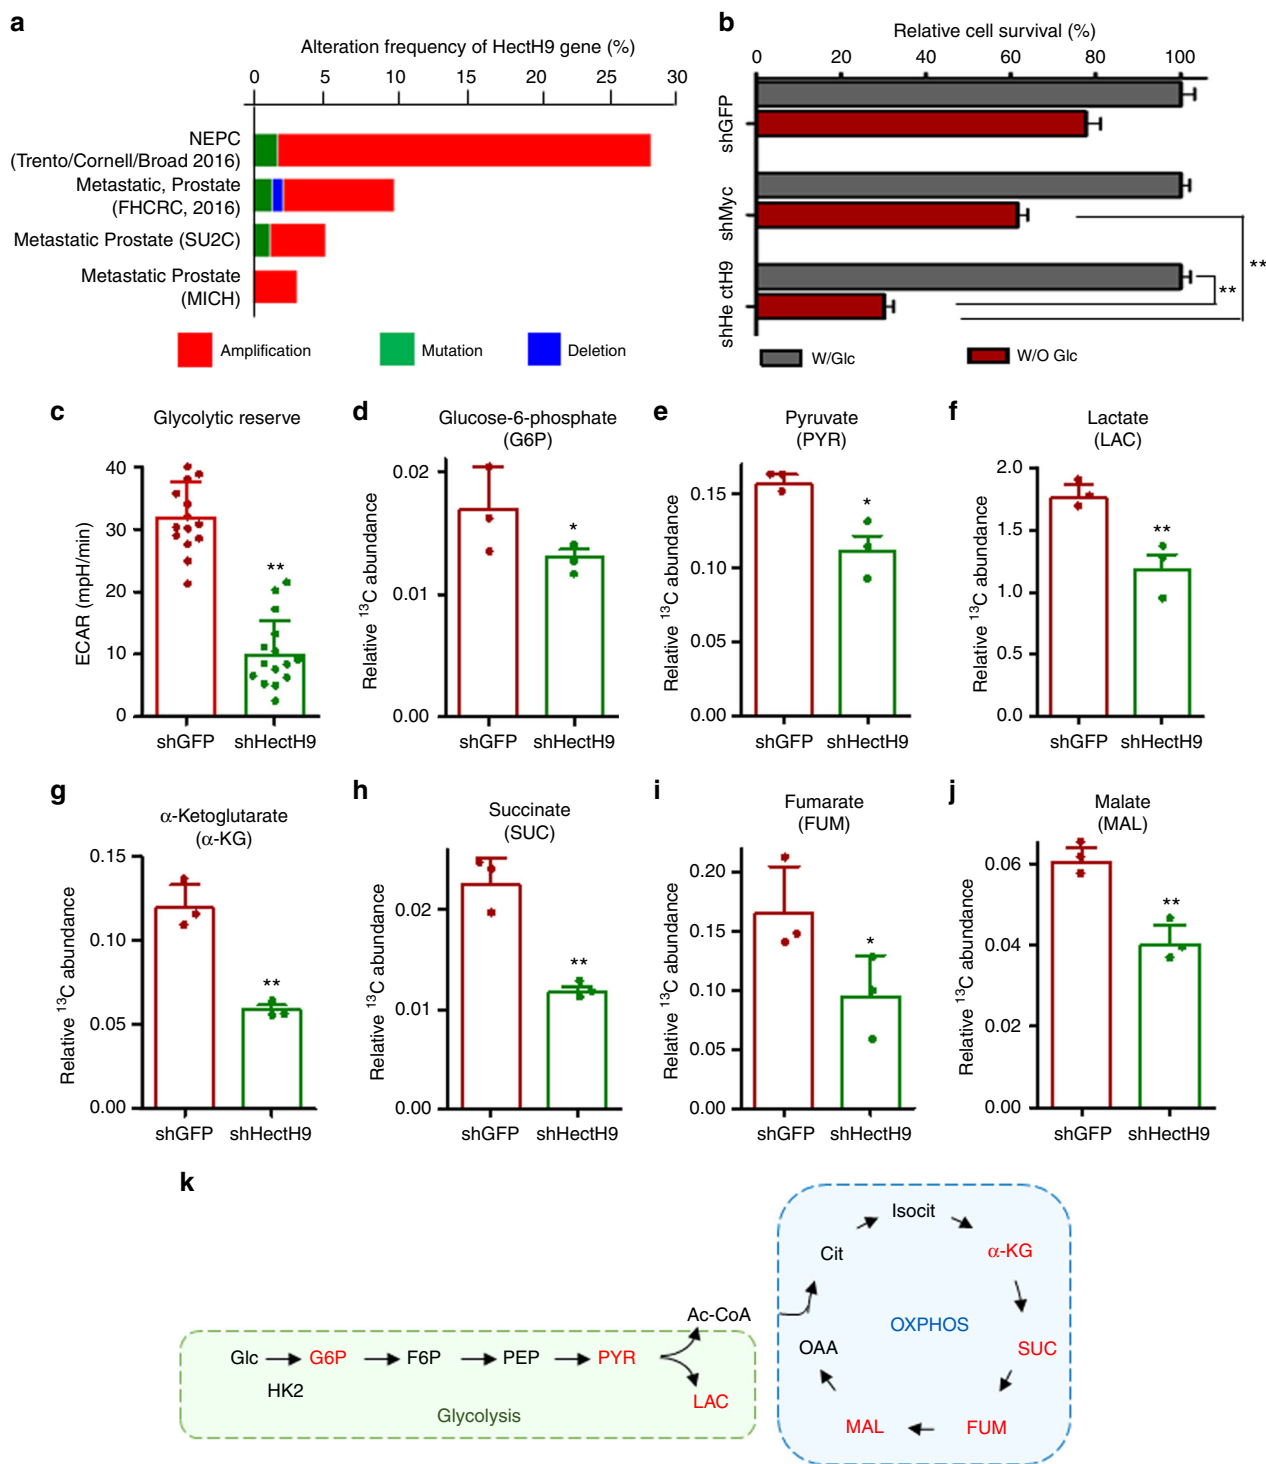 a
Alteration frequency of HectH9 gene (%)
0 5 10 15 20 25 30
NEPC
(Trento/Cornell/Broad 2016)
Metastatic, Prostate
(FHCRC, 2016)
Metastatic Prostate (SU2C)
Metastatic Prostate
(MICH)
Amplification Mutation Deletion
b
Relative cell survival (%)
0 20 40 60 80 100
shGFP
shMyc
shHe ctH9
**
**
W/Glc W/O Glc
c
Glycolytic reserve
ECAR (mpH/min)
40
30
20
10
0
**
shGFP shHectH9
d
Glucose-6-phosphate
(G6P)
Relative 13C abundance
0.02
0.01
0.00
*
shGFP shHectH9
e
Pyruvate
(PYR)
Relative 13C abundance
0.15
0.10
0.05
0.00
*
shGFP shHectH9
f
Lactate
(LAC)
Relative 13C abundance
2.0
1.5
1.0
0.5
0.0
**
shGFP shHectH9
g
α-Ketoglutarate
(α-KG)
Relative 13C abundance
0.15
0.10
0.05
0.00
**
shGFP shHectH9
h
Succinate
(SUC)
Relative 13C abundance
0.02
0.01
0.00
**
shGFP shHectH9
i
Fumarate
(FUM)
Relative 13C abundance
0.20
0.15
0.10
0.05
0.00
*
shGFP shHectH9
j
Malate
(MAL)
Relative 13C abundance
0.06
0.04
0.02
0.00
**
shGFP shHectH9
k
Glc G6P F6P PEP PYR
HK2
Ac-CoA
LAC
Glycolysis
Cit
Isocit
α-KG
SUC
FUM
MAL
OAA
OXPHOS